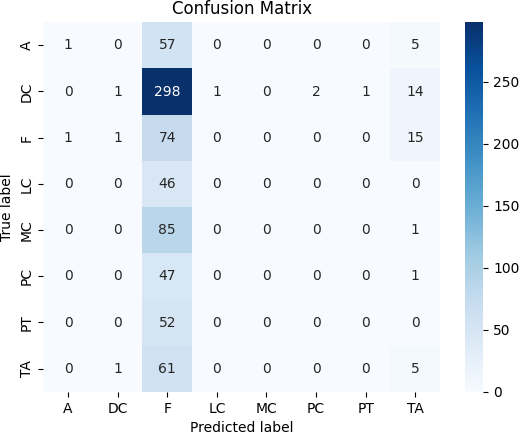 Confusion Matrix
A 1 0 57 0 0 0 0 5
DC 0 1 298 1 0 2 1 14
F 1 1 74 0 0 0 0 15
LC 0 0 46 0 0 0 0 0
MC 0 0 85 0 0 0 0 1
PC 0 0 47 0 0 0 0 1
PT 0 0 52 0 0 0 0 0
TA 0 1 61 0 0 0 0 5
A DC F LC MC PC PT TA
Predicted label
True label
250
200
150
100
50
0